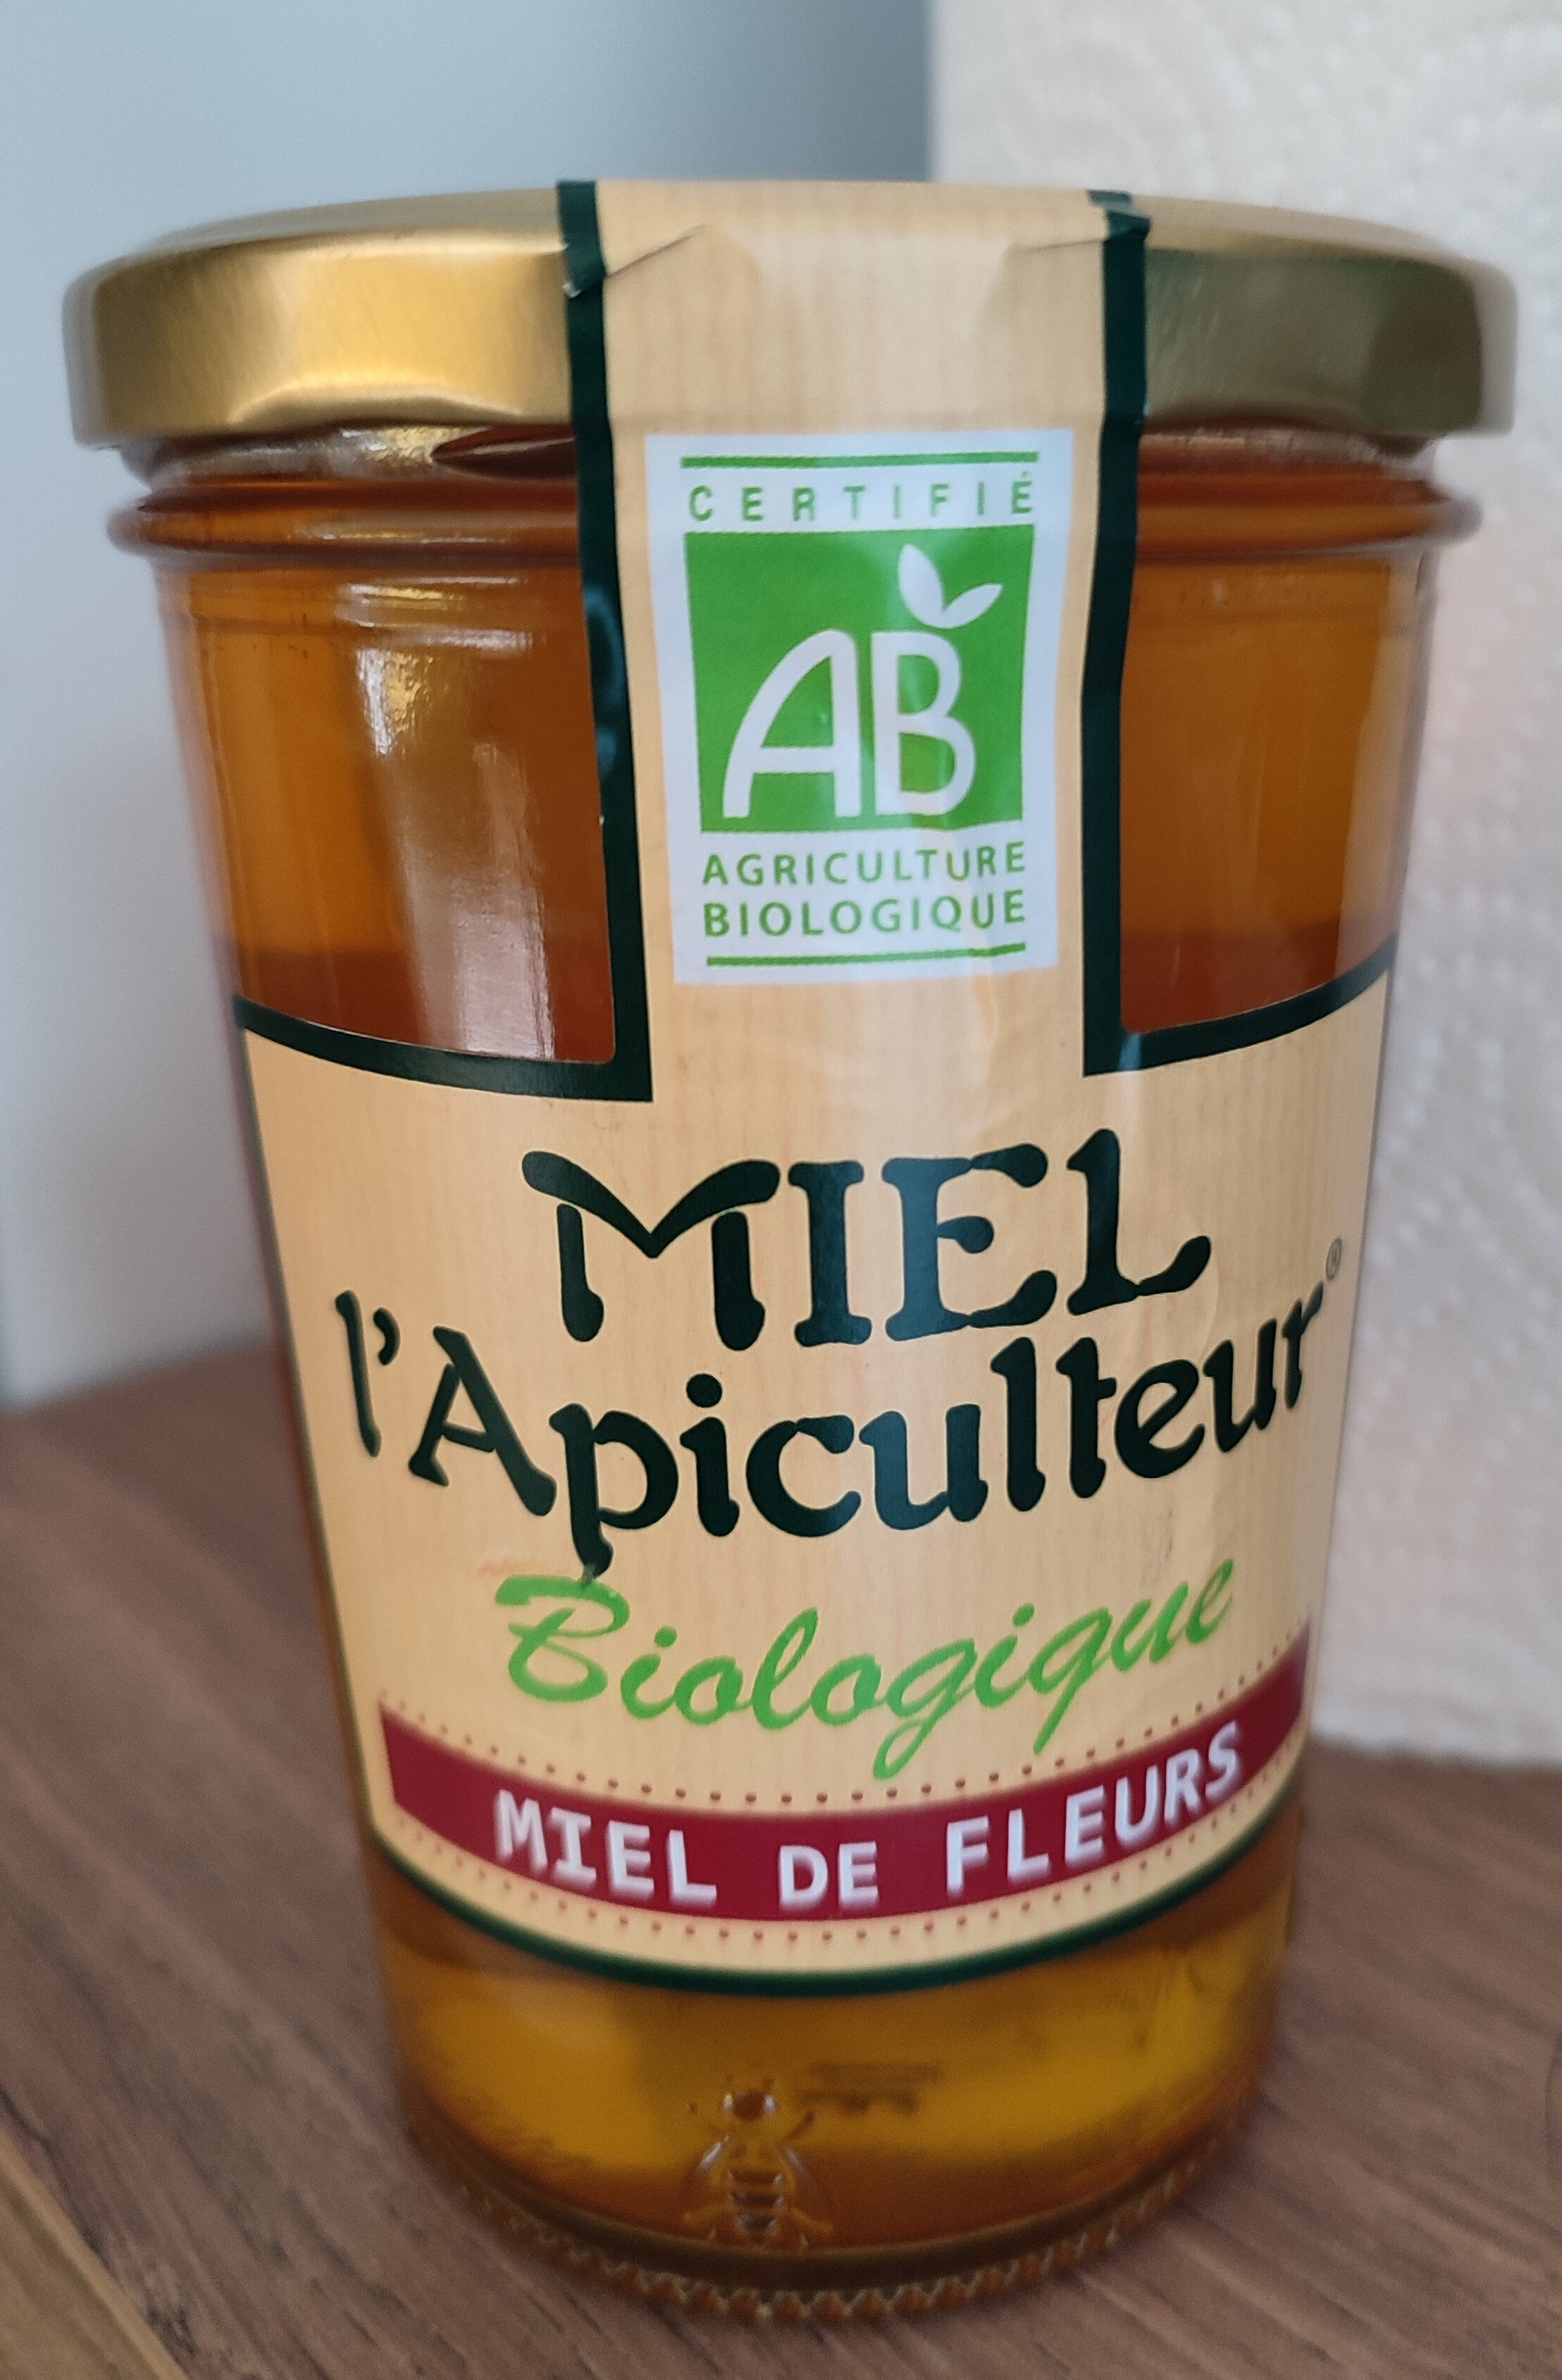 CERTIFIÉ
AB
AGRICULTURE
BIOLOGIQUE
MIEL
l'Apiculteur®
Biologique
MIEL DE FLEURS